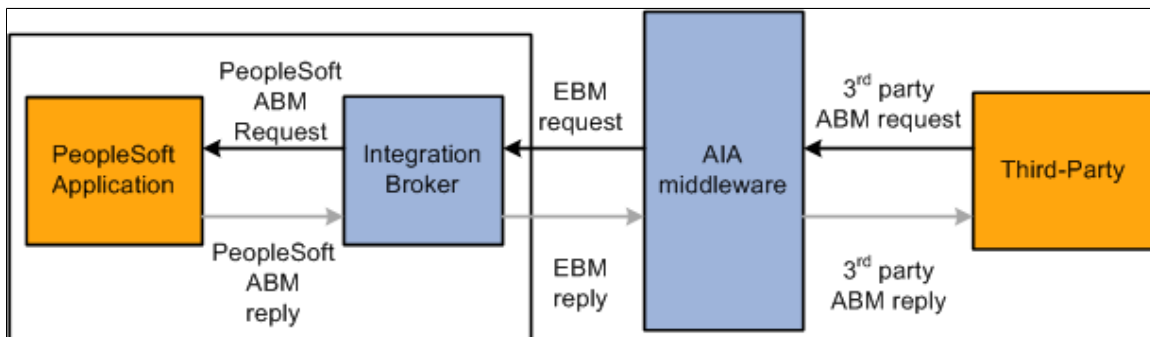 PeopleSoft
ABM
Request
EBM
request
3rd party
ABM request
PeopleSoft
Application
Integration
Broker
AIA
middleware
Third-Party
PeopleSoft
ABM
reply
EBM
reply
3rd party
ABM reply